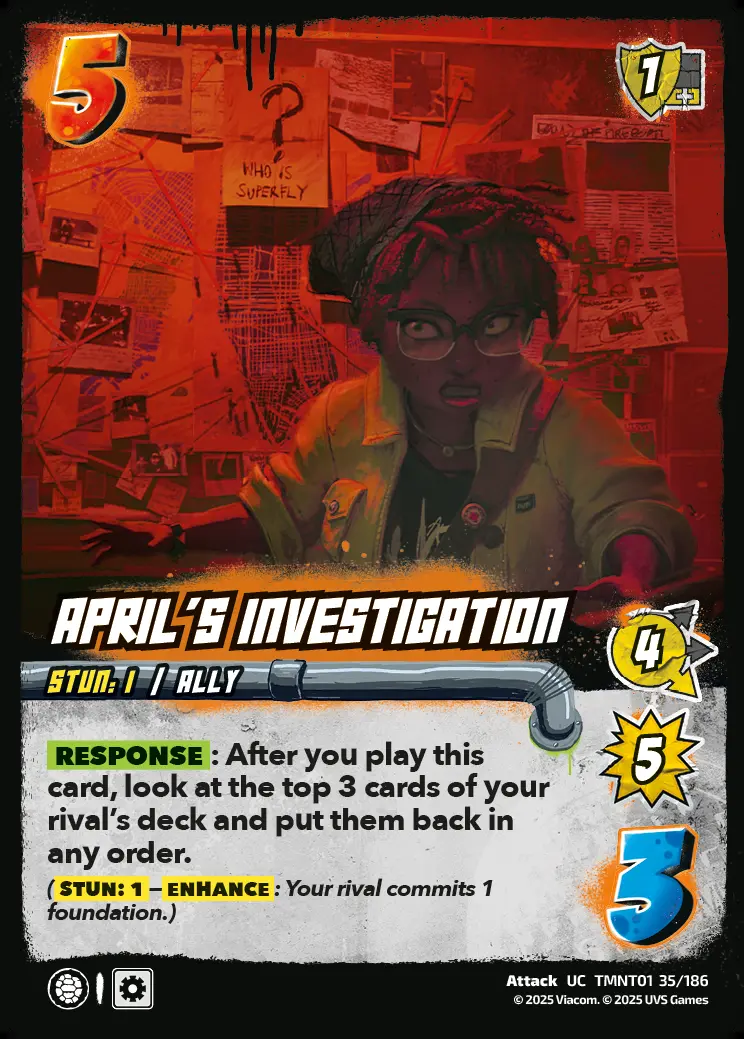 5
1
?
WHO IS
SUPERFLY
APRIL'S INVESTIGATION
STUN: 1 / ALLY
4
5
3
RESPONSE: After you play this
card, look at the top 3 cards of your
rival's deck and put them back in
any order.
(STUN: 1 – ENHANCE: Your rival commits 1
foundation.)
Attack UC TMNT01 35/186
© 2025 Viacom. © 2025 UVS Games